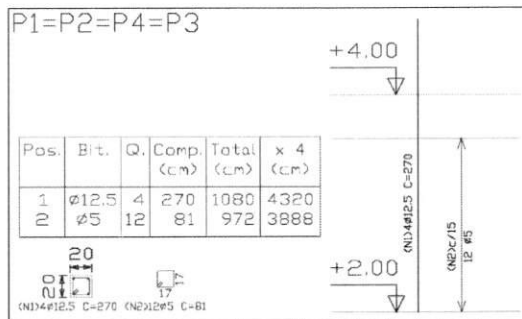 P1=P2=P4=P3
+4.00
Pos. Bit. Q. Comp. (cm) Total (cm) x 4 (cm)
1 ø12.5 4 270 1080 4320
2 ø5 12 81 972 3888
(N1)4ø12.5 C=270
(N2)c/15
12 ø5
+2.00
20
20
17
17
(N1)4ø12.5 C=270 (N2)12ø5 C=81